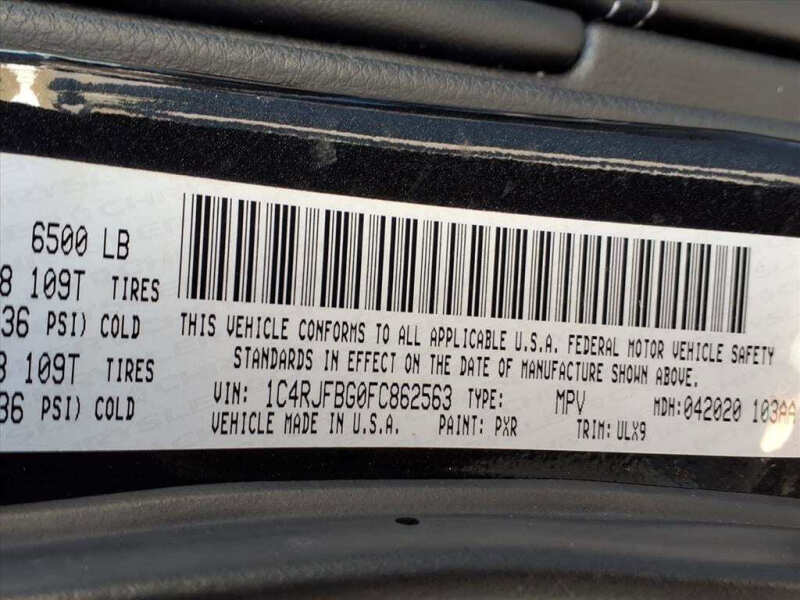 6500 LB
8 109T TIRES
36 PSI) COLD
8 109T TIRES
36 PSI) COLD
THIS VEHICLE CONFORMS TO ALL APPLICABLE U.S.A. FEDERAL MOTOR VEHICLE SAFETY
STANDARDS IN EFFECT ON THE DATE OF MANUFACTURE SHOWN ABOVE.
VIN: 1C4RJFBG0FC862563 TYPE: MPV MDH:042020 103AA
VEHICLE MADE IN U.S.A. PAINT: PXR TRIM: ULX9